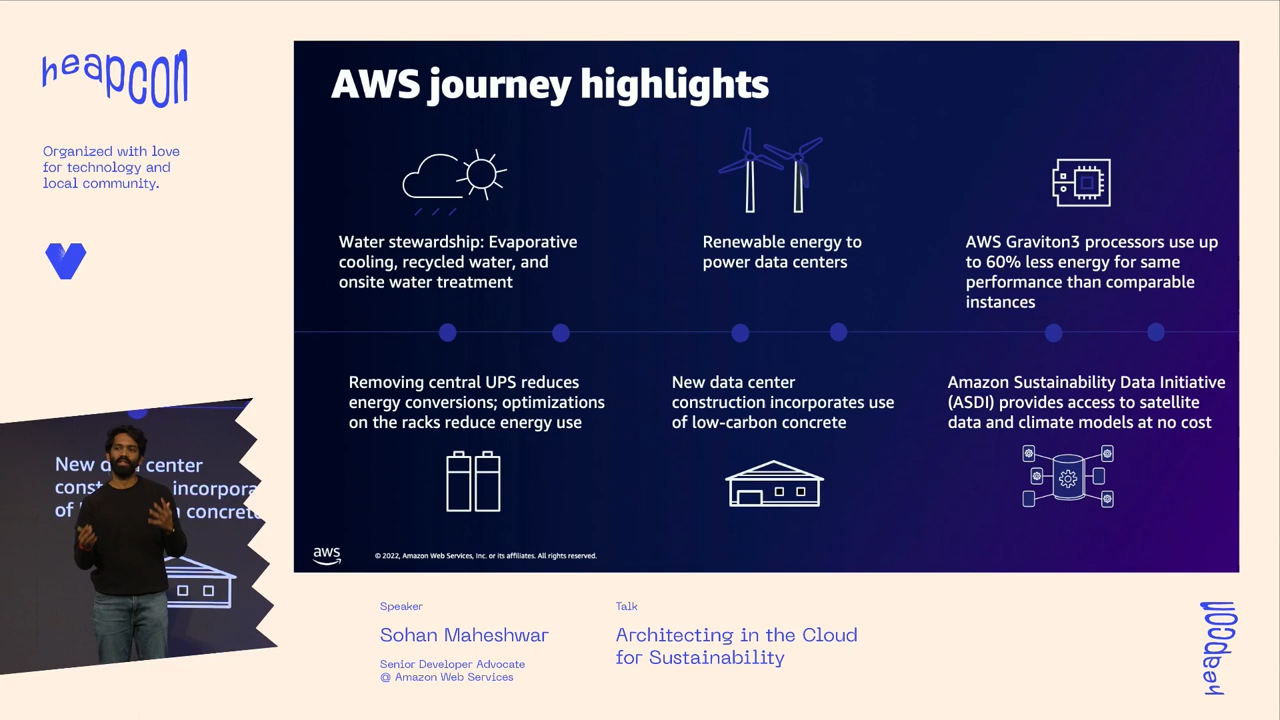 heapcon
Organized with love
for technology and
local community.
AWS journey highlights
Water stewardship: Evaporative
cooling, recycled water, and
onsite water treatment
Renewable energy to
power data centers
AWS Graviton3 processors use up
to 60% less energy for same
performance than comparable
instances
Removing central UPS reduces
energy conversions; optimizations
on the racks reduce energy use
New data center
construction incorporates use
of low-carbon concrete
Amazon Sustainability Data Initiative
(ASDI) provides access to satellite
data and climate models at no cost
aws
© 2022, Amazon Web Services, Inc. or its affiliates. All rights reserved.
New center
const incorpora
of concrete
Speaker
Sohan Maheshwar
Senior Developer Advocate
@ Amazon Web Services
Talk
Architecting in the Cloud
for Sustainability
heapcon